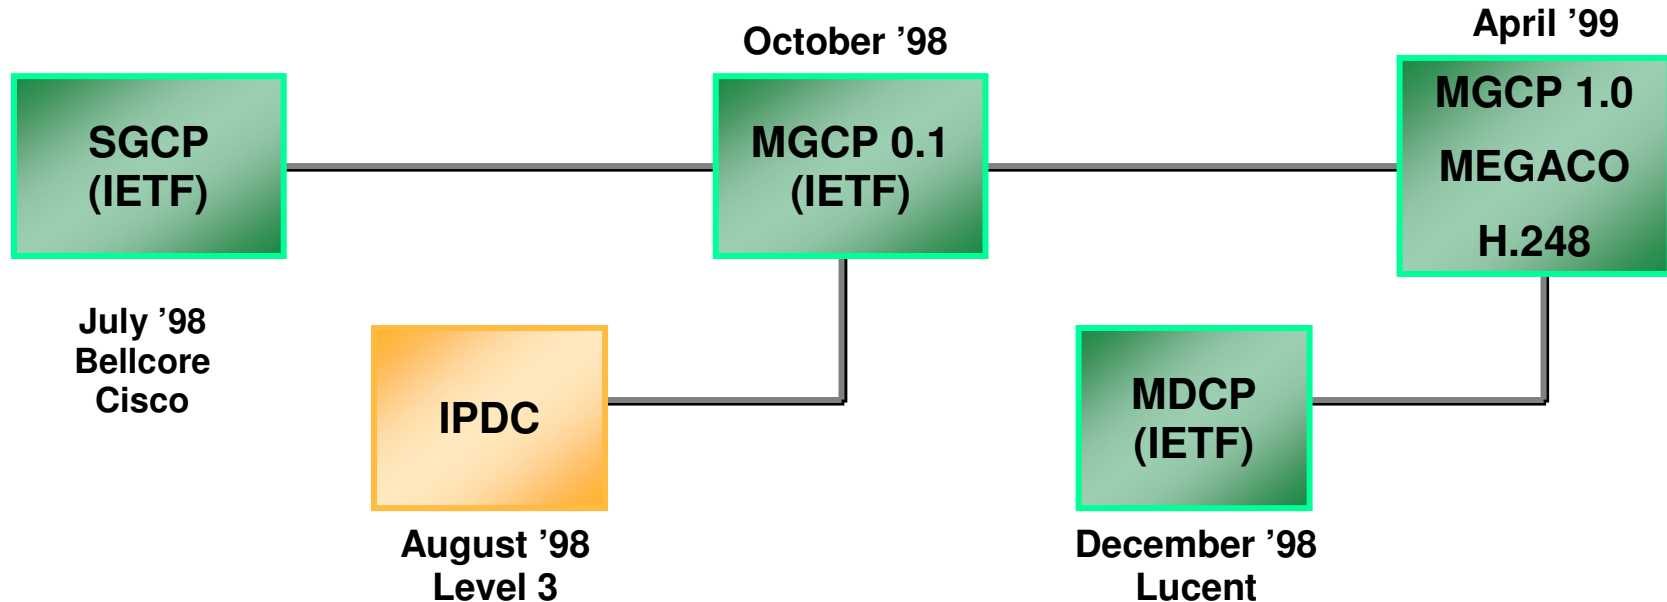 SGCP
(IETF)
July ’98
Bellcore
Cisco
IPDC
August ’98
Level 3
October ’98
MGCP 0.1
(IETF)
MDCP
(IETF)
December ’98
Lucent
April ’99
MGCP 1.0
MEGACO
H.248